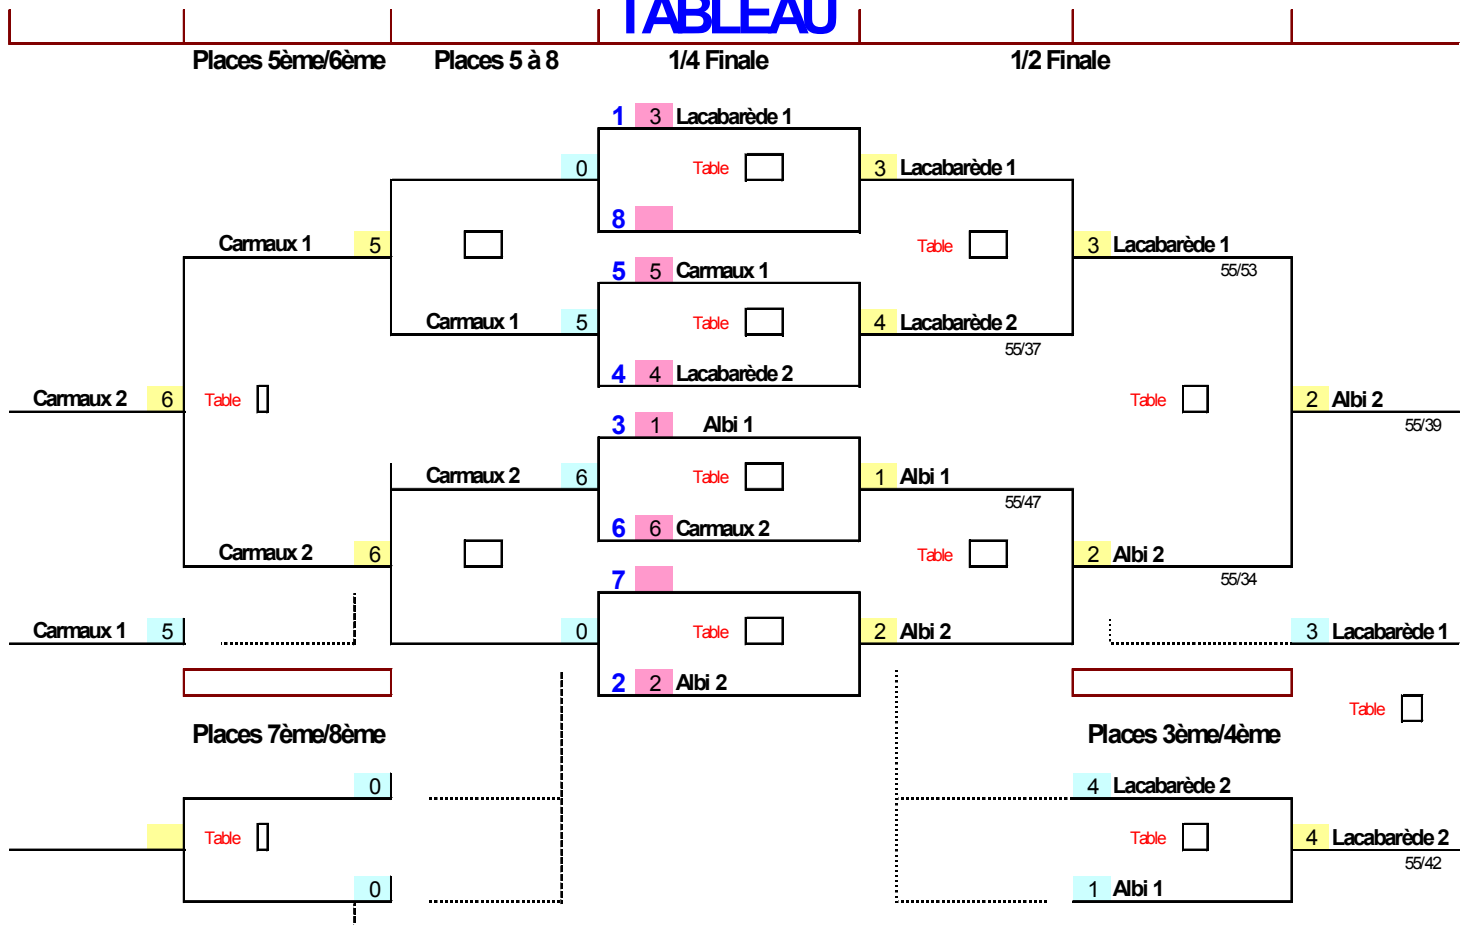 TABLEAU
Places 5ème/6ème Places 5 à 8 1/4 Finale 1/2 Finale
1 3 Lacabarède 1
0 Table 3 Lacabarède 1
8
Carmaux 1 5 Table 3 Lacabarède 1
55/53
5 5 Carmaux 1
Carmaux 1 5 Table 4 Lacabarède 2
55/37
4 4 Lacabarède 2
Carmaux 2 6 Table Table 2 Albi 2
55/39
3 1 Albi 1
Carmaux 2 6 Table 1 Albi 1
55/47
6 6 Carmaux 2
Carmaux 2 6 Table 2 Albi 2
55/34
7
Carmaux 1 5 0 Table 2 Albi 2 3 Lacabarède 1
2 2 Albi 2
Table
Places 7ème/8ème Places 3ème/4ème
0 4 Lacabarède 2
Table Table 4 Lacabarède 2
55/42
0 1 Albi 1